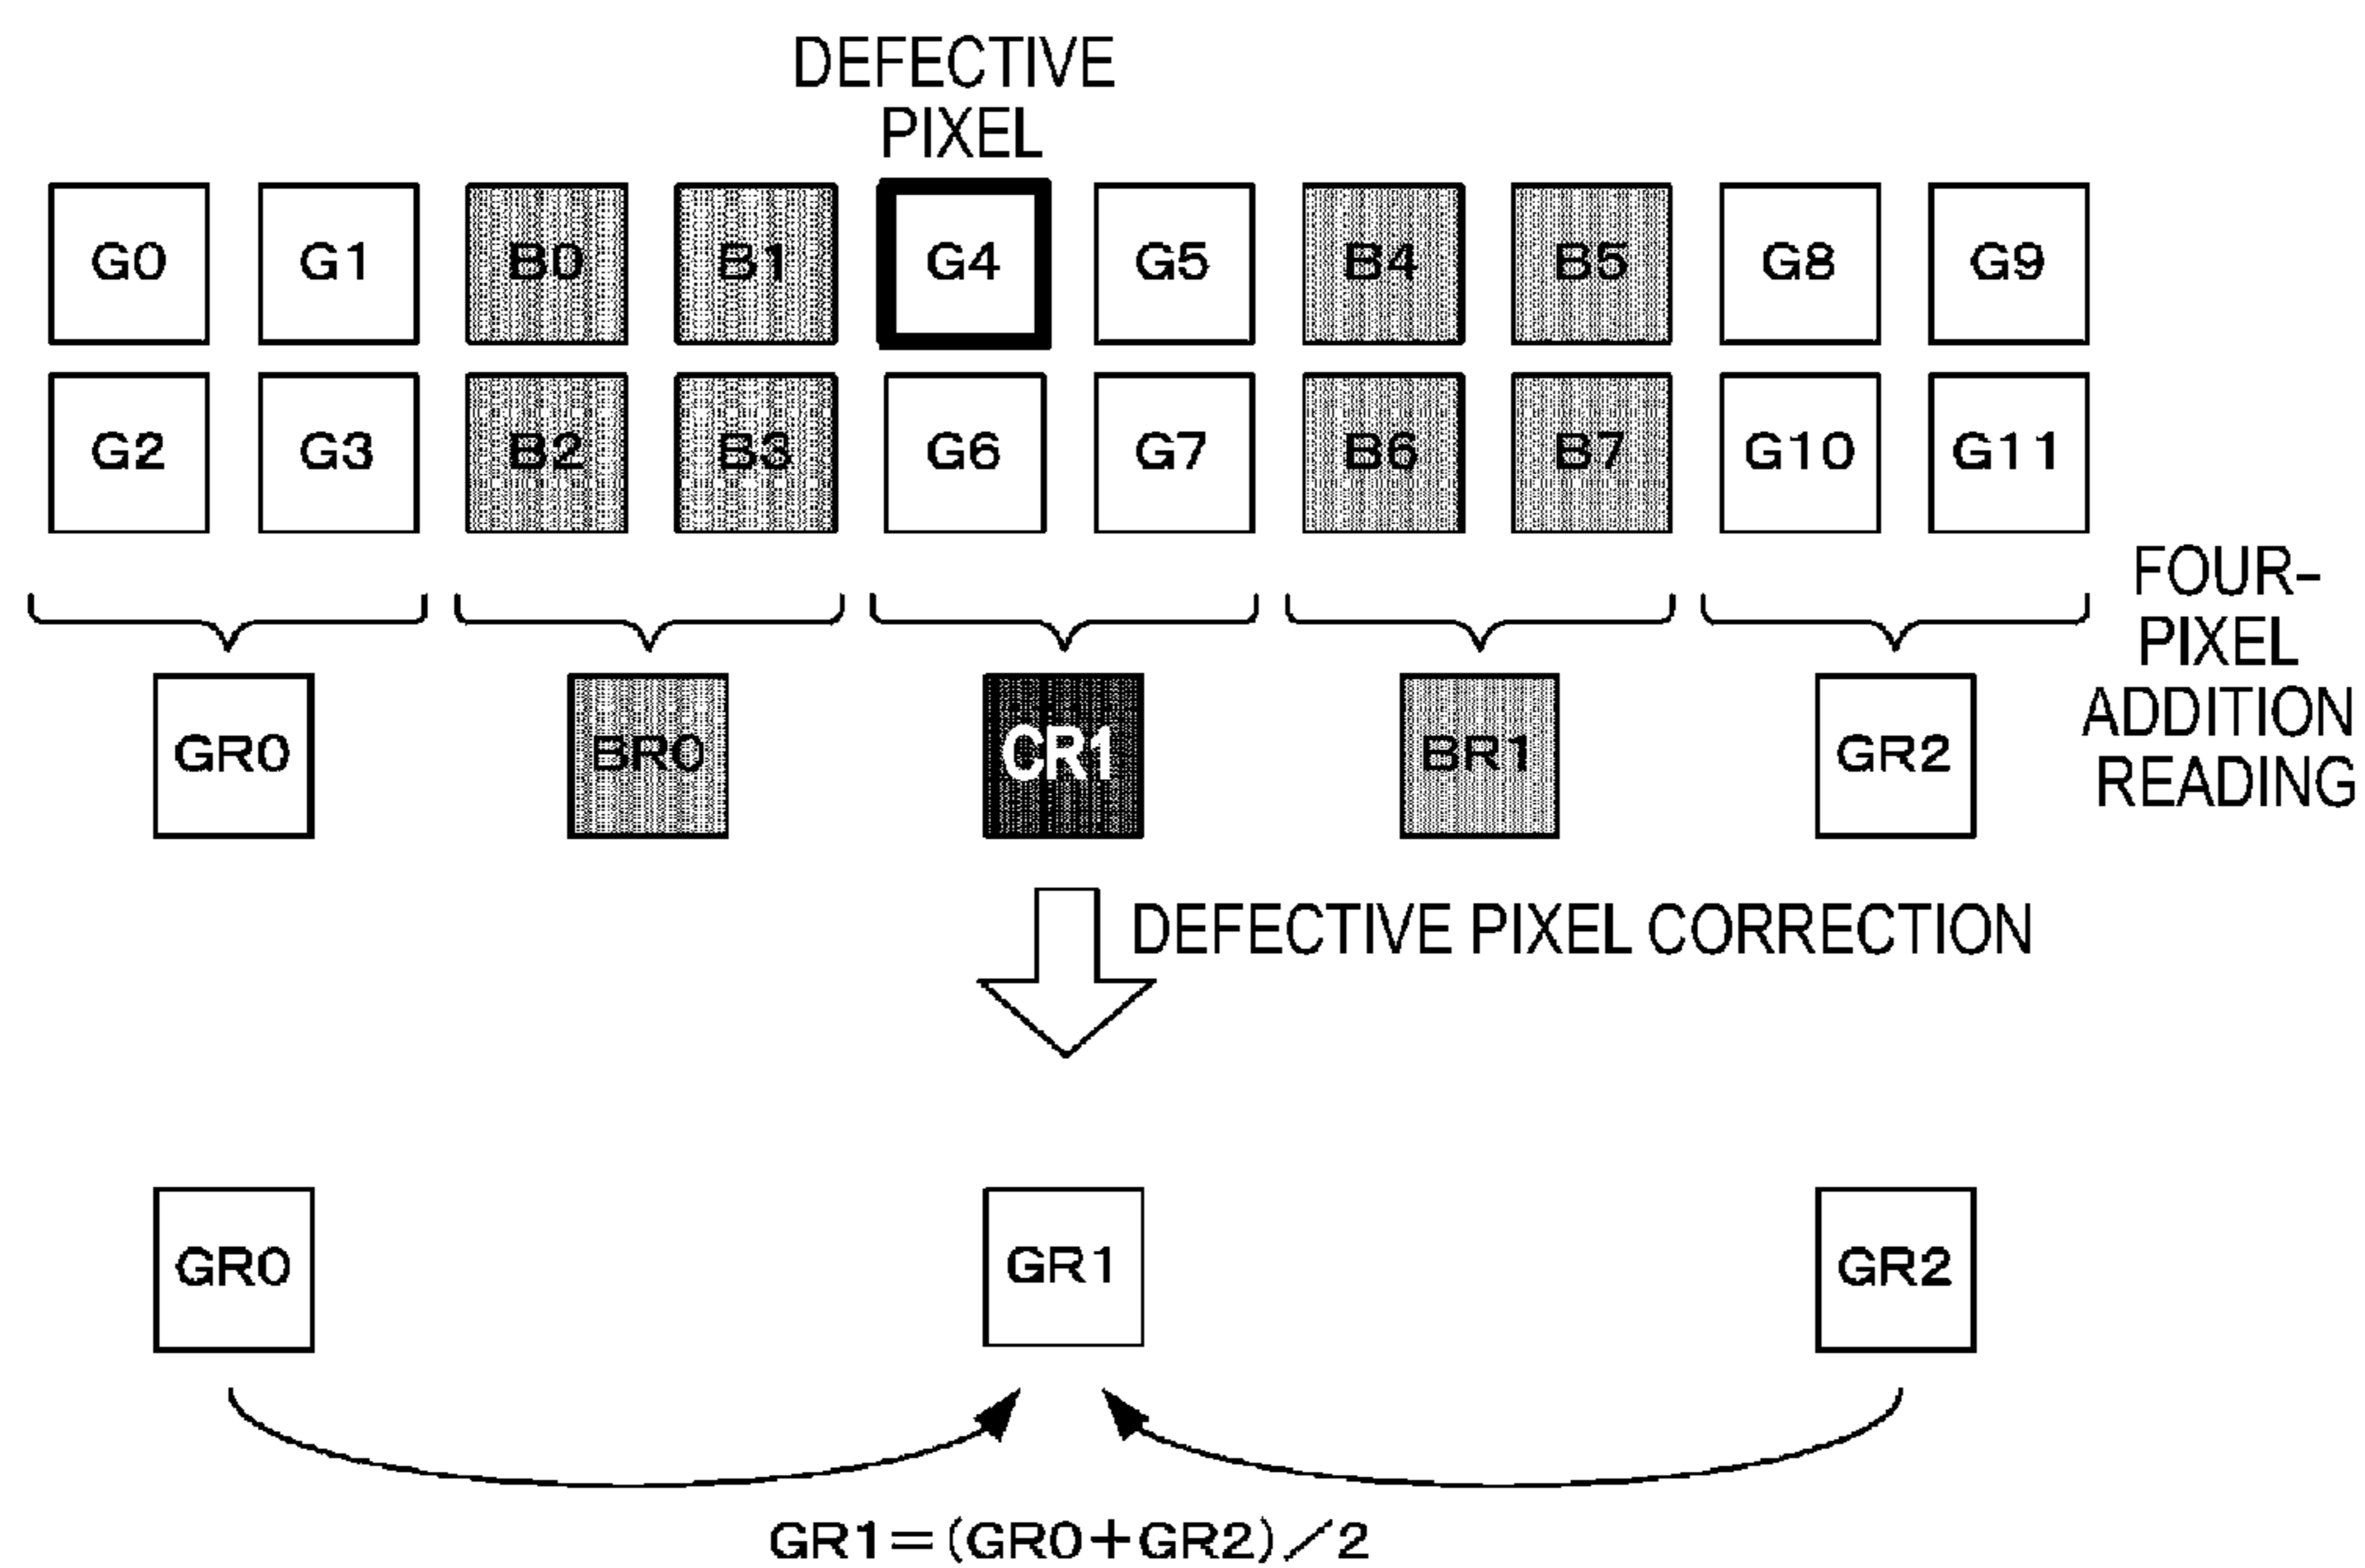 DEFECTIVE
PIXEL
G0 G1 B0 B1 G4 G5 B4 B5 G8 G9
G2 G3 B2 B3 G6 G7 B6 B7 G10 G11
FOUR-
PIXEL
ADDITION
READING
GR0 BR0 CR1 BR1 GR2
DEFECTIVE PIXEL CORRECTION
GR0 GR1 GR2
GR1=(GR0+GR2)/2